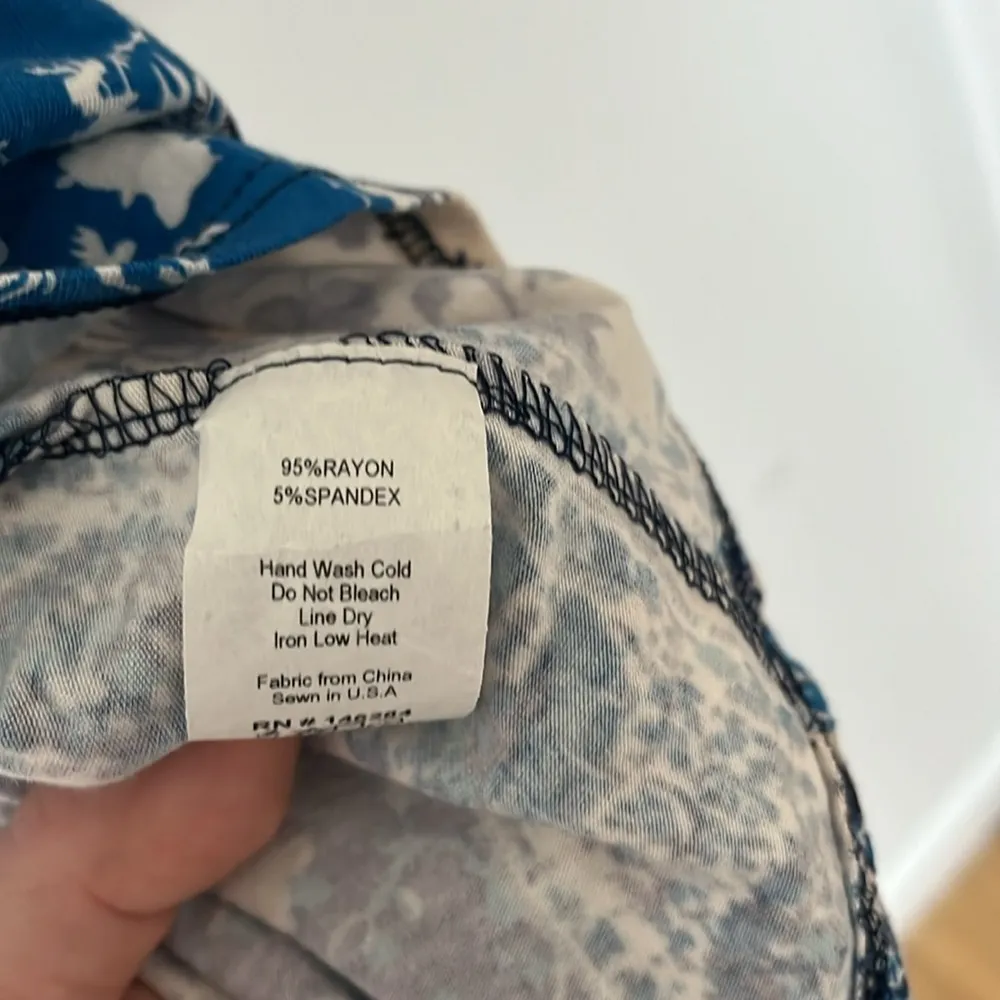 95%RAYON
5%SPANDEX
Hand Wash Cold
Do Not Bleach
Line Dry
Iron Low Heat
Fabric from China
Sewn in U.S.A
RN #